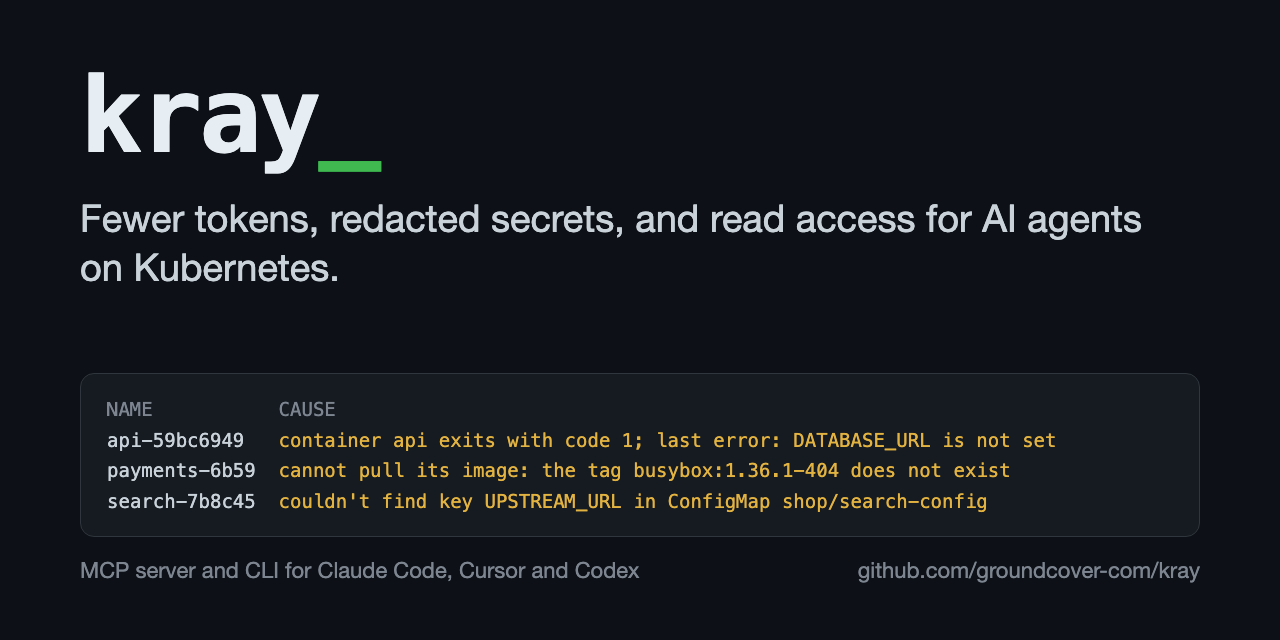 kray_
Fewer tokens, redacted secrets, and read access for AI agents
on Kubernetes.
NAME CAUSE
api-59bc6949 container api exits with code 1; last error: DATABASE_URL is not set
payments-6b59 cannot pull its image: the tag busybox:1.36.1-404 does not exist
search-7b8c45 couldn't find key UPSTREAM_URL in ConfigMap shop/search-config
MCP server and CLI for Claude Code, Cursor and Codex github.com/groundcover-com/kray